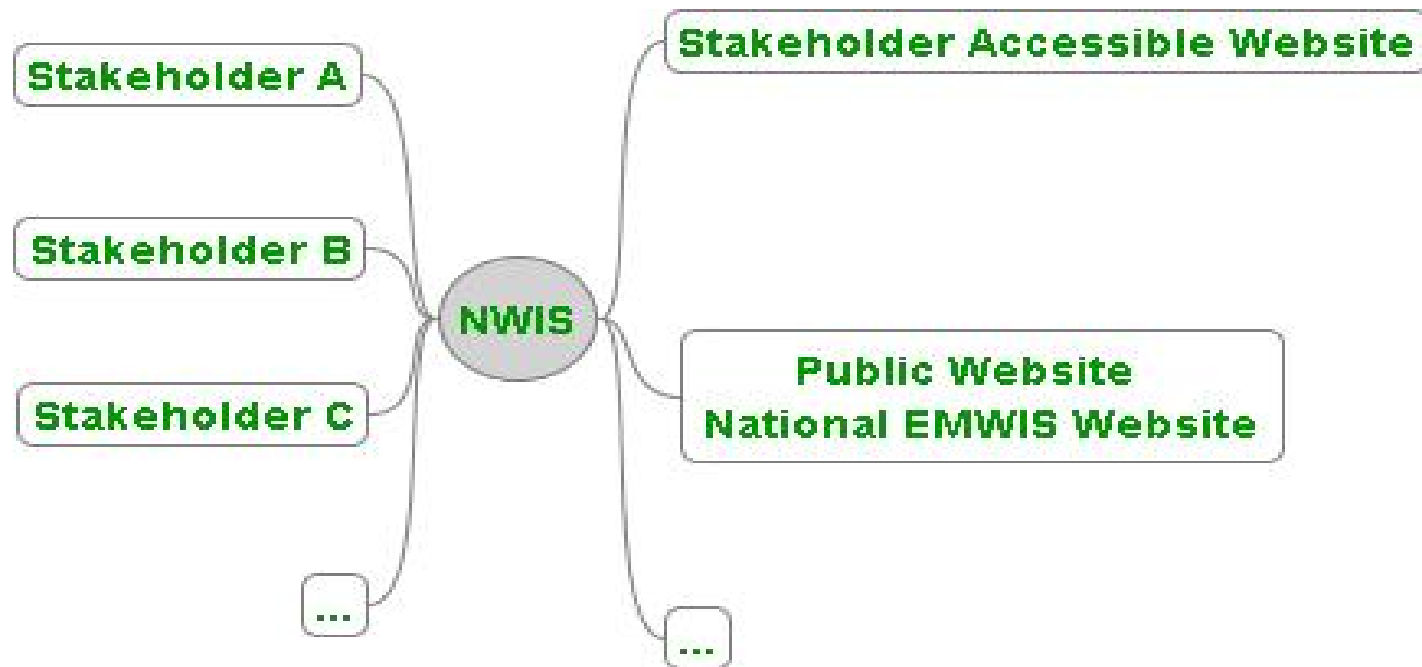 Stakeholder A
Stakeholder B
Stakeholder C
...
NWIS
Stakeholder Accessible Website
Public Website
National EMWIS Website
...